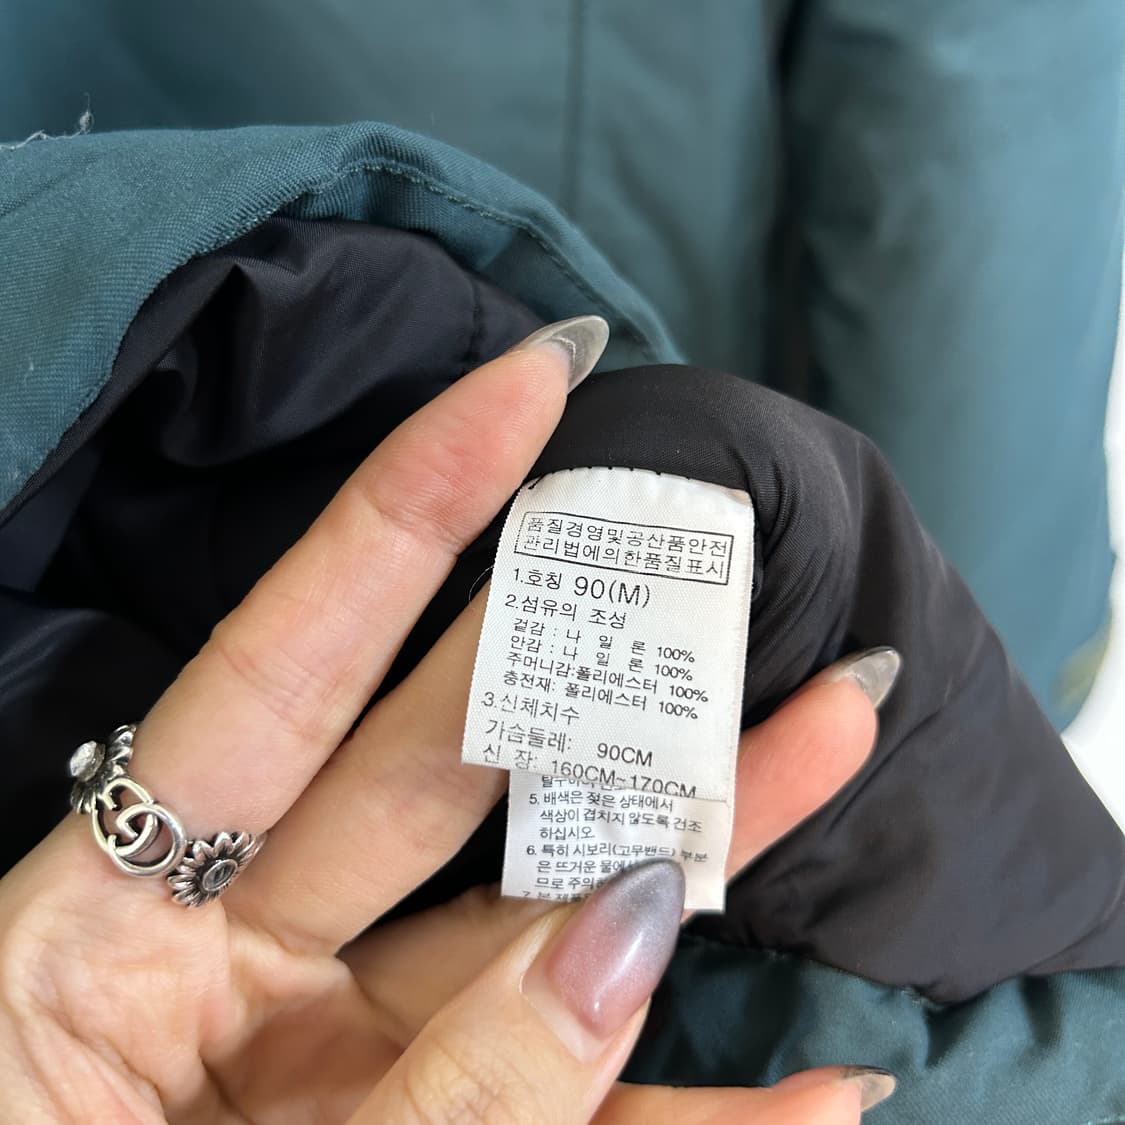 품질경영및공산품안전
관리법에의한품질표시
1.호칭 90(M)
2.섬유의 조성
겉감 : 나 일 론 100%
안감 : 나 일 론 100%
주머니감:폴리에스터 100%
충전재: 폴리에스터 100%
3.신체치수
가슴둘레: 90CM
신 장: 160CM~170CM
5. 배색은 젖은 상태에서
색상이 겹치지 않도록 건조
하십시오.
6. 특히 시보리(고무밴드) 부분
은 뜨거운 물에
므로 주의
7. 본 제품